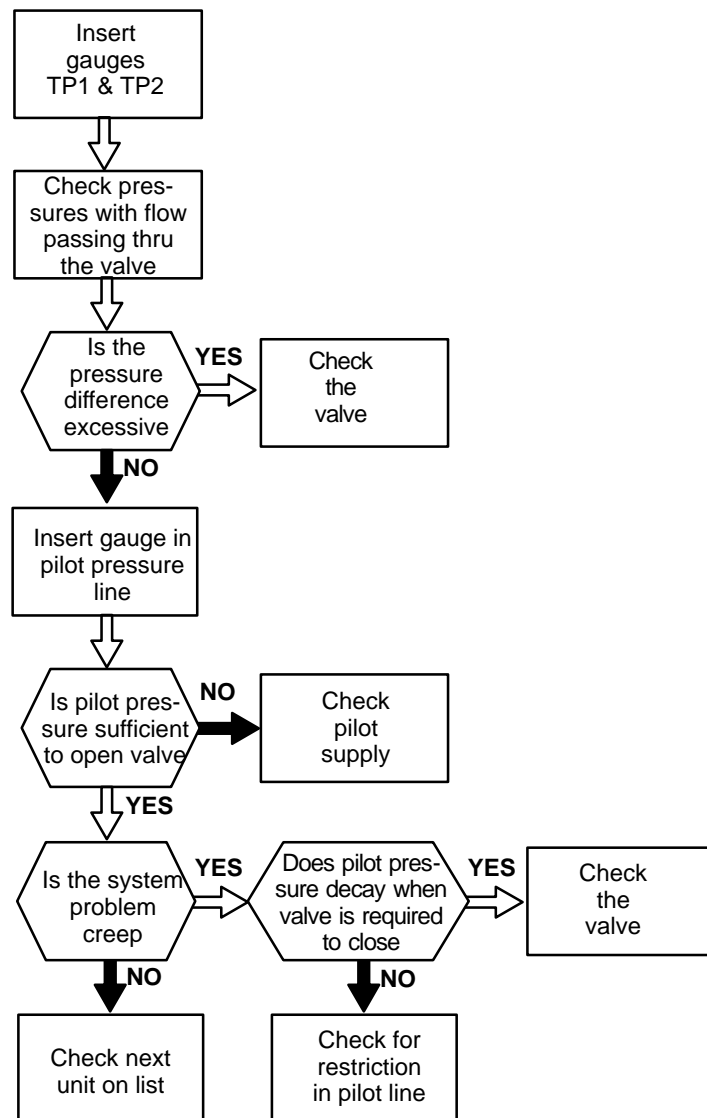 Insert
gauges
TP1 & TP2
Check pres-
sures with flow
passing thru
the valve
Is the
pressure
difference
excessive
YES
Check
the
valve
NO
Insert gauge in
pilot pressure
line
Is pilot pres-
sure sufficient
to open valve
NO
Check
pilot
supply
YES
Is the system
problem
creep
YES
Does pilot pres-
sure decay when
valve is required
to close
YES
Check
the
valve
NO
Check next
unit on list
NO
Check for
restriction
in pilot line